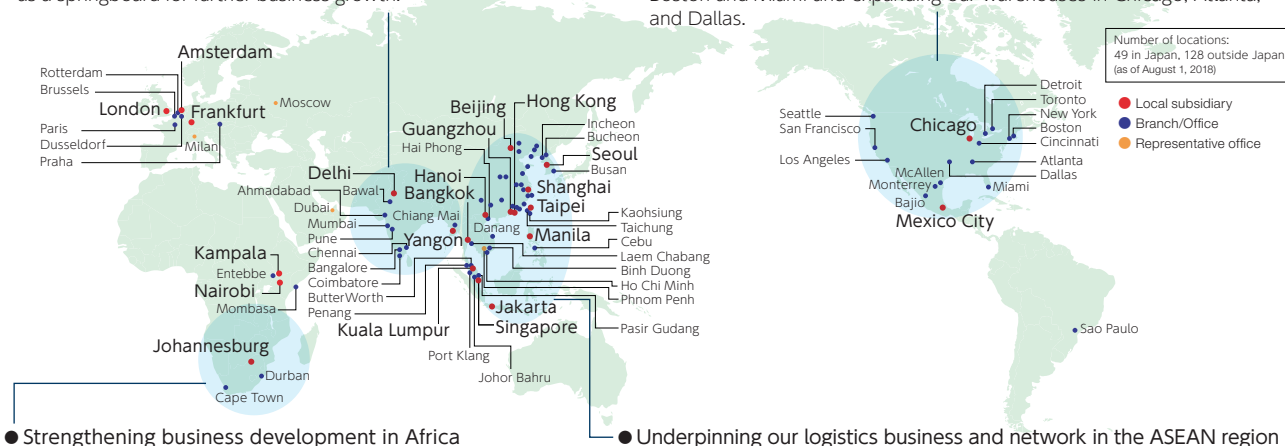 as a springboard for further business growth.
Boston and Miami and expanding our warehouses in Chicago, Atlanta,
and Dallas.
Number of locations:
49 in Japan, 128 outside Japan
(as of August 1, 2018)
Local subsidiary
Branch/Office
Representative office
Amsterdam
Rotterdam
Brussels
London
Frankfurt
Moscow
Paris
Dusseldorf
Milan
Praha
Beijing
Hong Kong
Guangzhou
Incheon
Bucheon
Hai Phong
Seoul
Busan
Delhi
Hanoi
Ahmadabad
Bawal
Bangkok
Shanghai
Dubai
Chiang Mai
Taipei
Kaohsiung
Mumbai
Danang
Taichung
Pune
Yangon
Manila
Cebu
Kampala
Chennai
Laem Chabang
Entebbe
Bangalore
Binh Duong
Nairobi
Coimbatore
Ho Chi Minh
Mombasa
ButterWorth
Phnom Penh
Penang
Jakarta
Kuala Lumpur
Singapore
Pasir Gudang
Johannesburg
Port Klang
Durban
Johor Bahru
Cape Town
Detroit
Toronto
Seattle
New York
San Francisco
Chicago
Boston
Cincinnati
Los Angeles
Atlanta
McAllen
Dallas
Monterrey
Miami
Bajio
Mexico City
Sao Paulo
● Strengthening business development in Africa
● Underpinning our logistics business and network in the ASEAN region